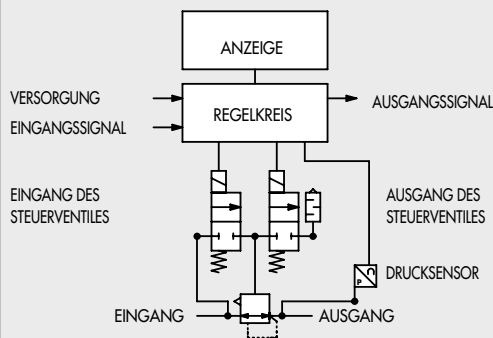 ANZEIGE
VERSORGUNG
REGELKREIS
AUSGANGSSIGNAL
EINGANGSSIGNAL
EINGANG DES
STEUERVENTILES
AUSGANG DES
STEUERVENTILES
DRUCKSENSOR
P
EINGANG
AUSGANG